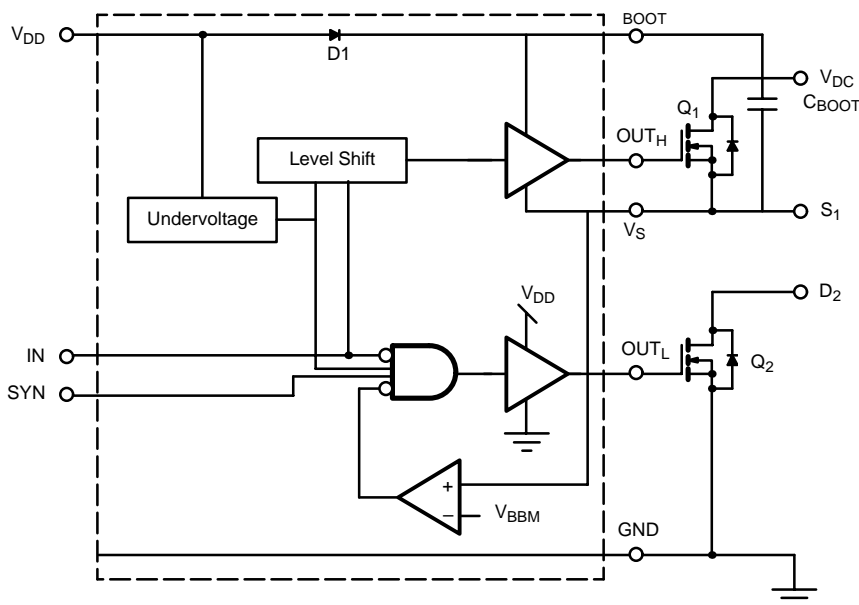 BOOT
VDD
D1
VDC
CBOOT
Q1
OUTH
Level Shift
Undervoltage
S1
VS
VDD
D2
IN
OUTL
Q2
SYN
+
−
VBBM
GND